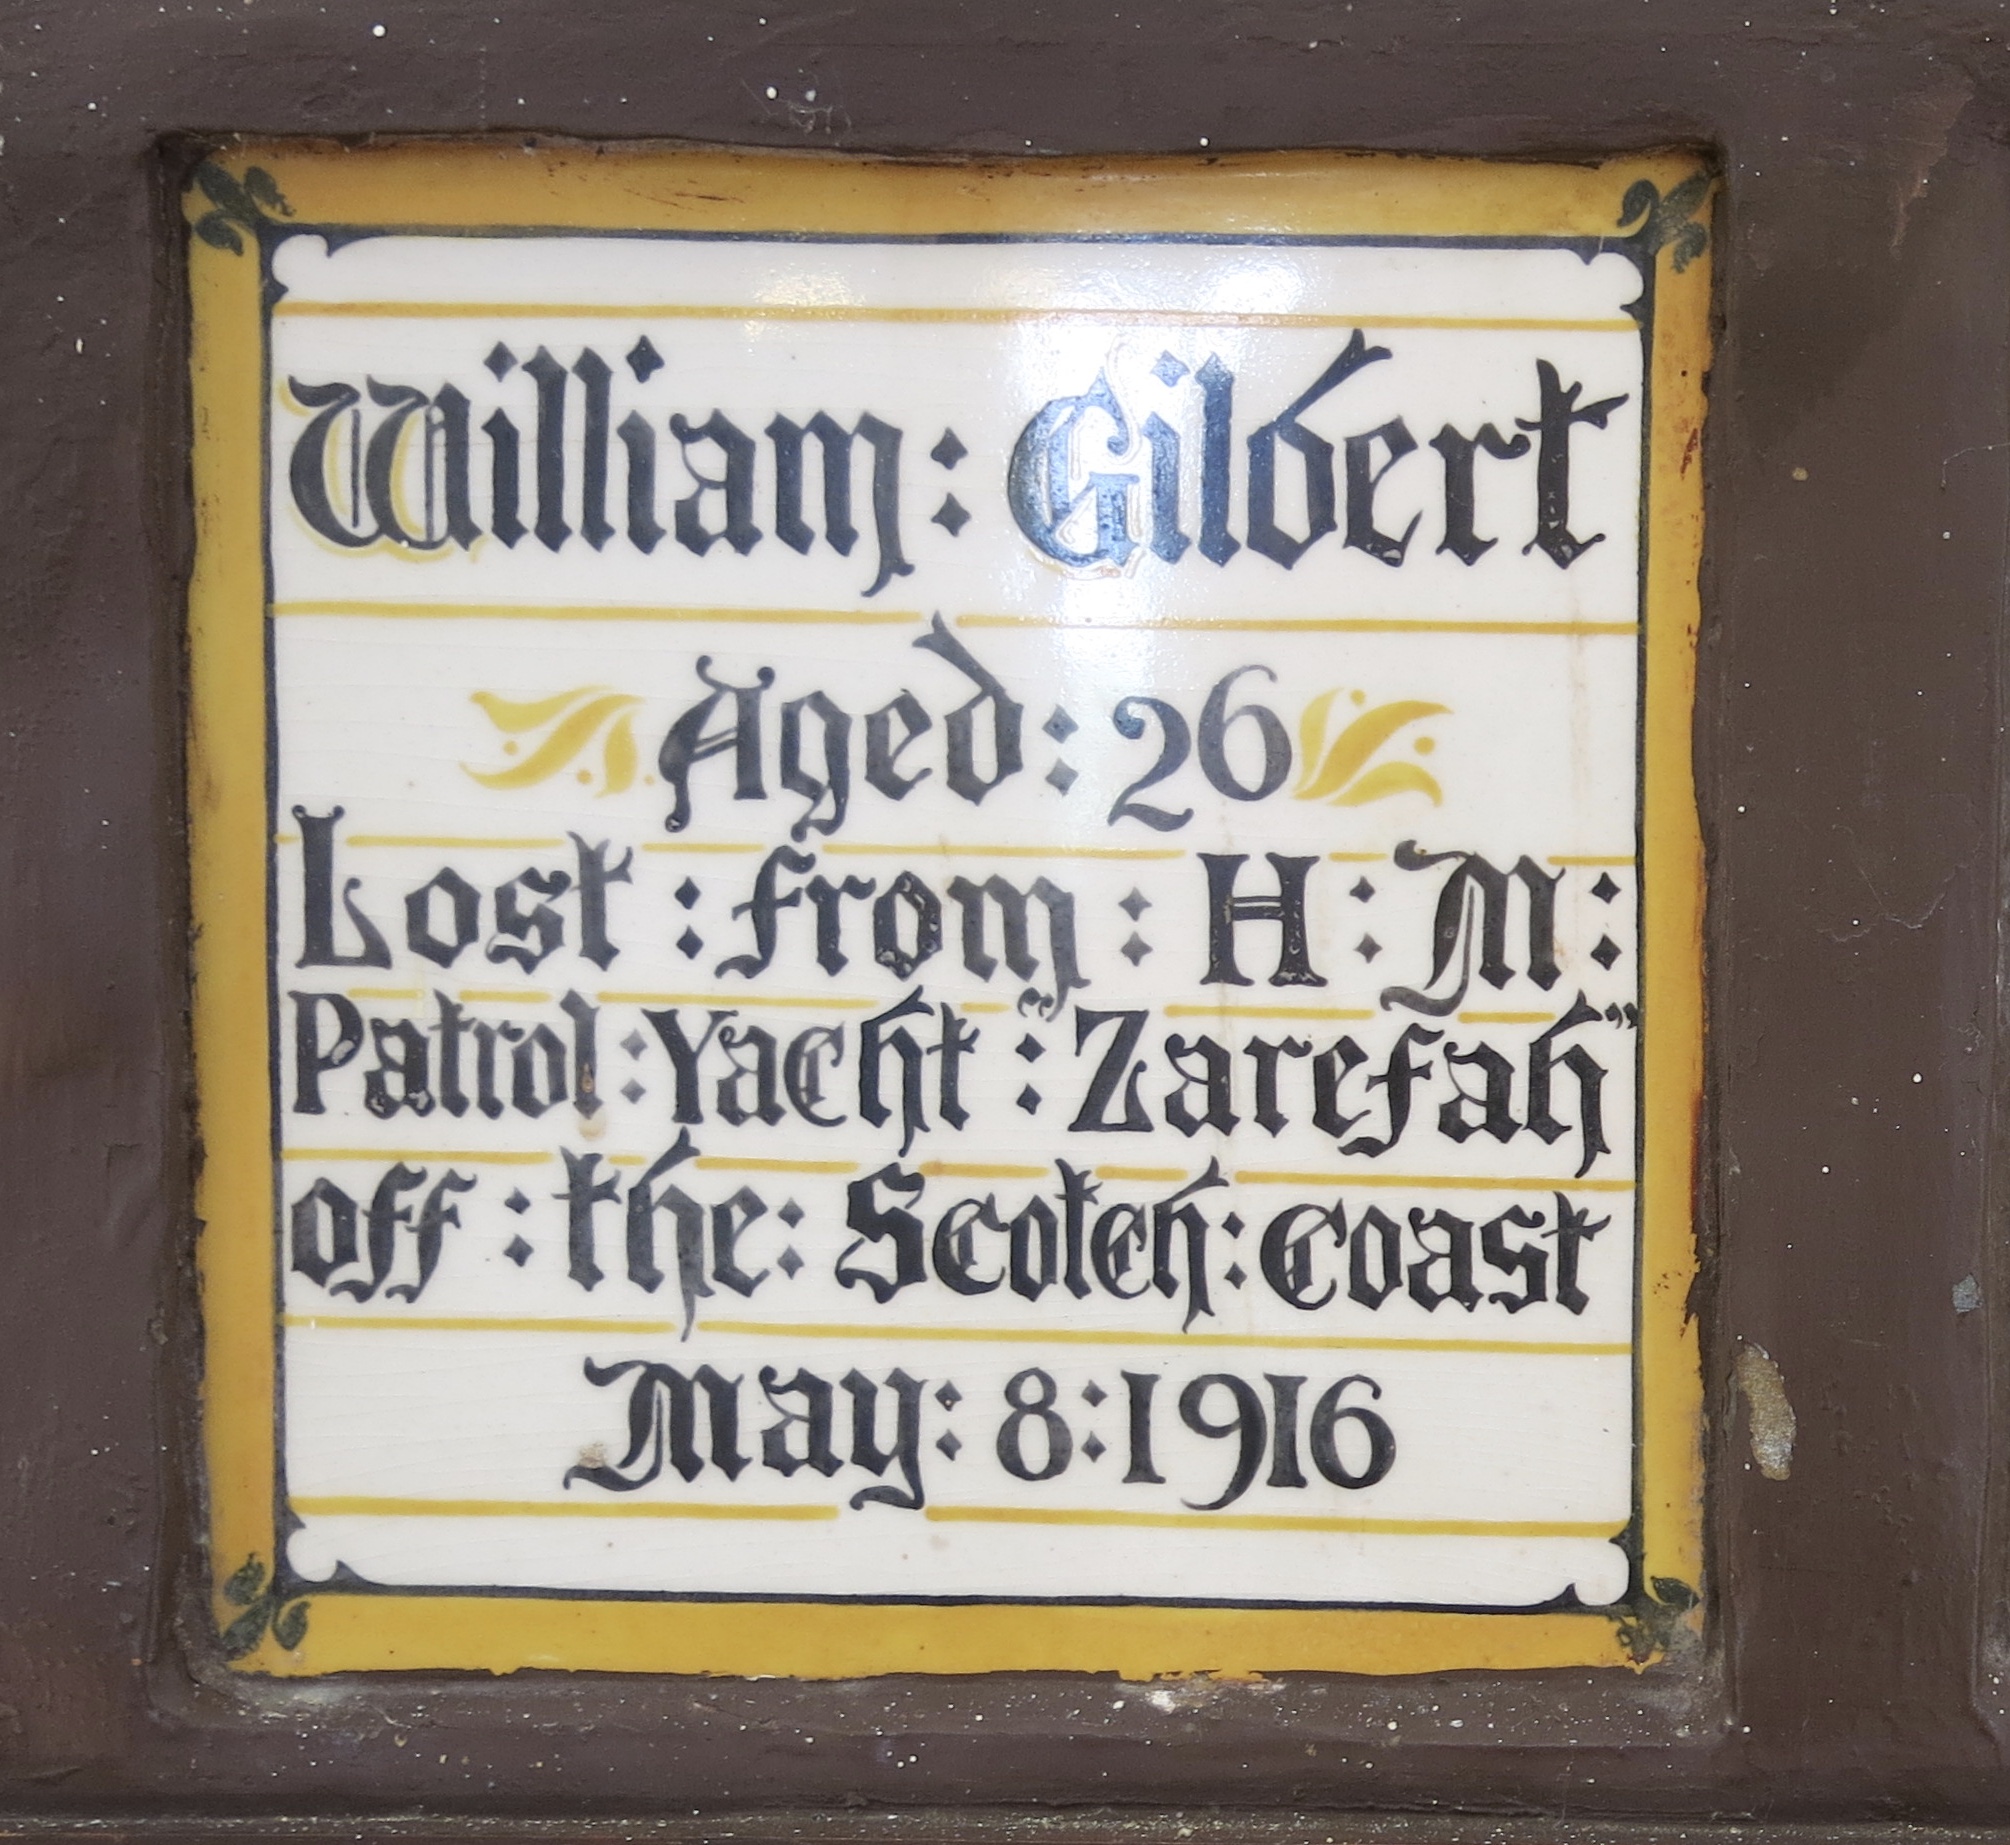 William: Gilbert
Aged: 26
Lost: from: H: M:
Patrol: Yacht: "Zarefah"
off: the: Scotch: Coast
May: 8: 1916